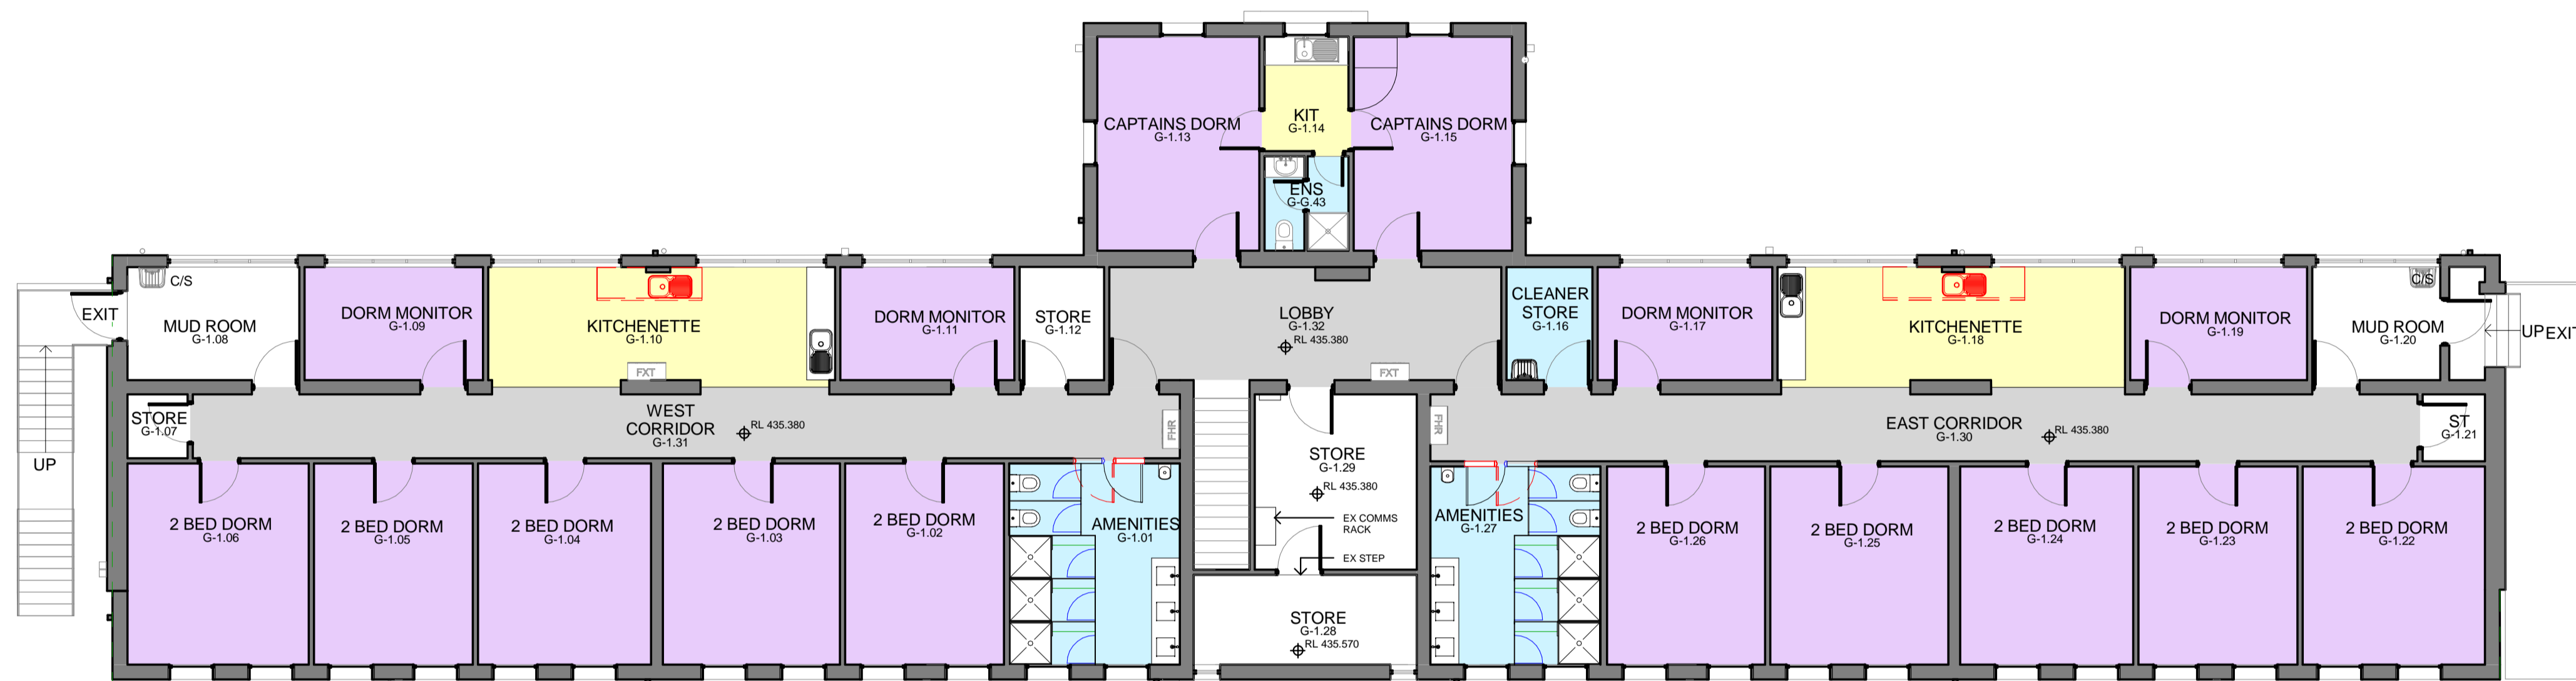 CAPTAINS DORM
G-1.13
KIT
G-1.14
CAPTAINS DORM
G-1.15
ENS
G-G.43
EXIT
C/S
MUD ROOM
G-1.08
DORM MONITOR
G-1.09
KITCHENETTE
G-1.10
FXT
DORM MONITOR
G-1.11
STORE
G-1.12
LOBBY
G-1.32
RL 435.380
FXT
CLEANER
STORE
G-1.16
DORM MONITOR
G-1.17
KITCHENETTE
G-1.18
DORM MONITOR
G-1.19
C/S
MUD ROOM
G-1.20
UP
EXIT
STORE
G-1.07
WEST
CORRIDOR
G-1.31
RL 435.380
FHR
FHR
EAST CORRIDOR
G-1.30
RL 435.380
ST
G-1.21
UP
2 BED DORM
G-1.06
2 BED DORM
G-1.05
2 BED DORM
G-1.04
2 BED DORM
G-1.03
2 BED DORM
G-1.02
AMENITIES
G-1.01
STORE
G-1.29
RL 435.380
EX COMMS
RACK
EX STEP
STORE
G-1.28
RL 435.570
AMENITIES
G-1.27
2 BED DORM
G-1.26
2 BED DORM
G-1.25
2 BED DORM
G-1.24
2 BED DORM
G-1.23
2 BED DORM
G-1.22